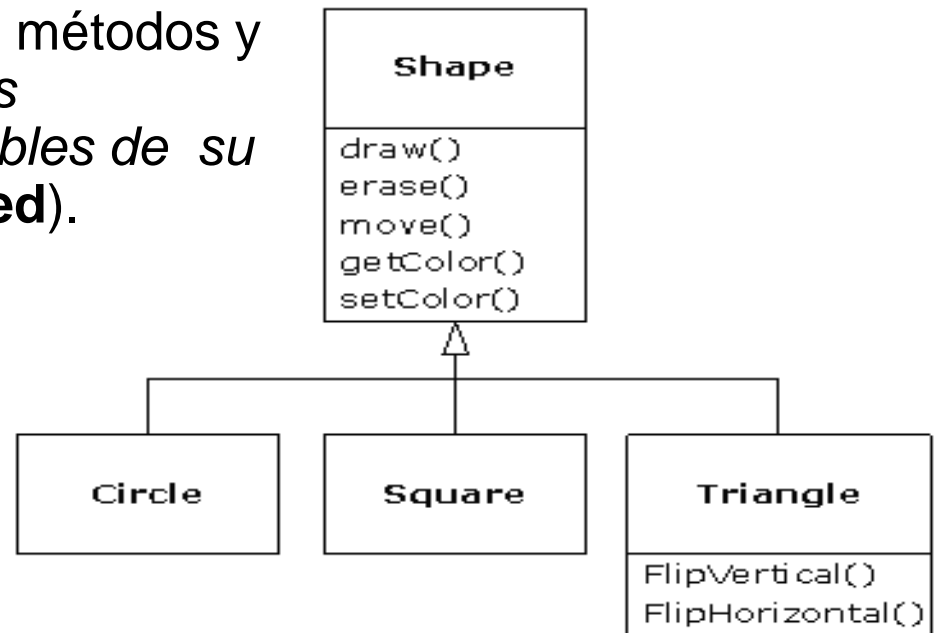 métodos y
s
bles de su
ed).
Shape
draw()
erase()
move()
getColor()
setColor()
Circle
Square
Triangle
FlipVertical()
FlipHorizontal()